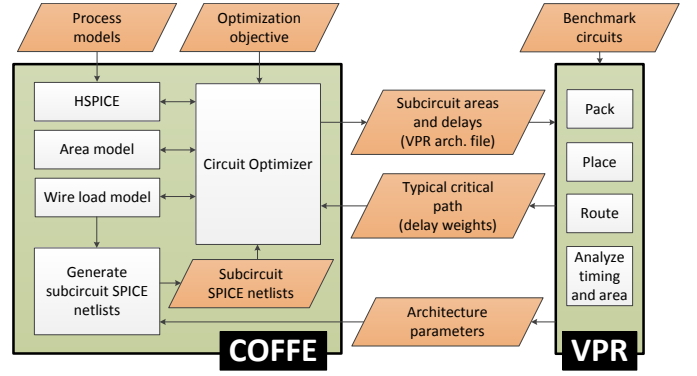 Process
models
Optimization
objective
Benchmark
circuits
HSPICE
Area model
Wire load model
Generate
subcircuit SPICE
netlists
Circuit Optimizer
Subcircuit
SPICE netlists
Subcircuit areas
and delays
(VPR arch. file)
Typical critical
path
(delay weights)
Architecture
parameters
Pack
Place
Route
Analyze
timing
and area
COFFE
VPR